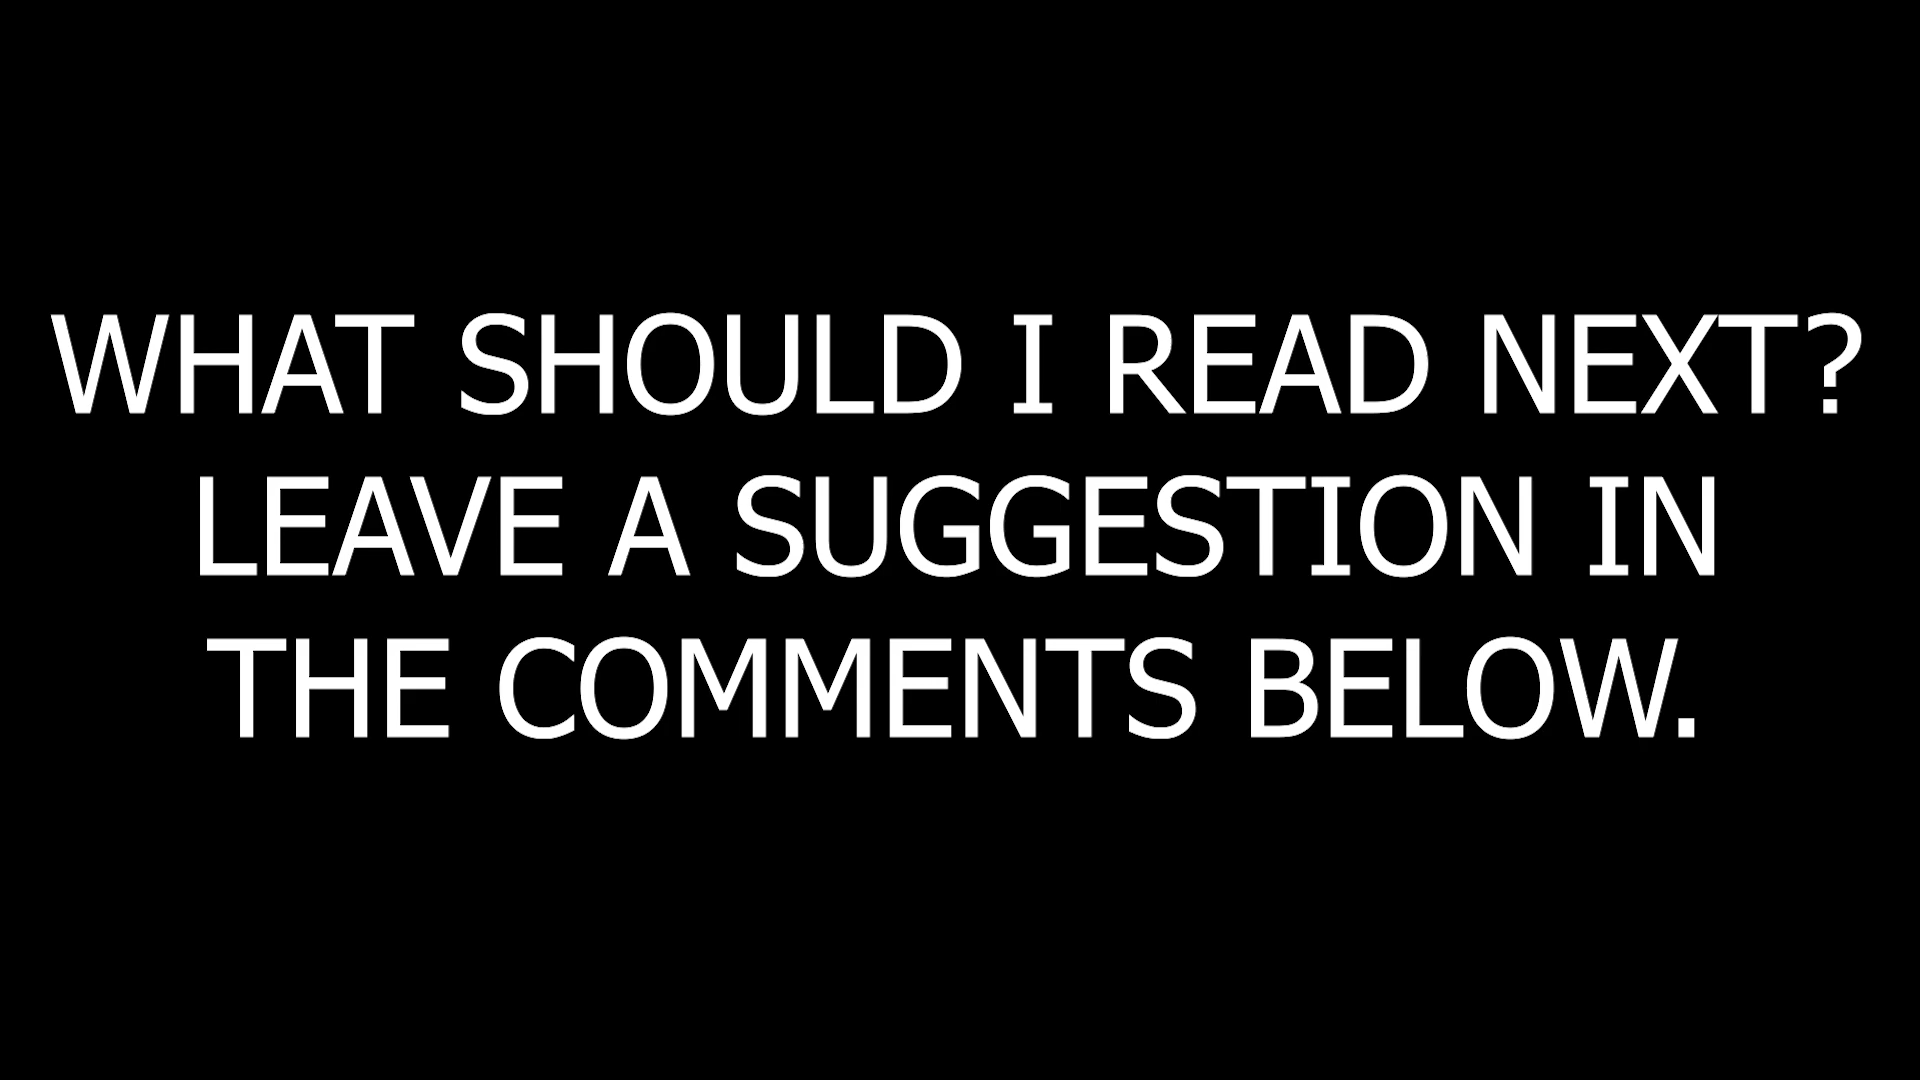 WHAT SHOULD I READ NEXT?
LEAVE A SUGGESTION IN
THE COMMENTS BELOW.